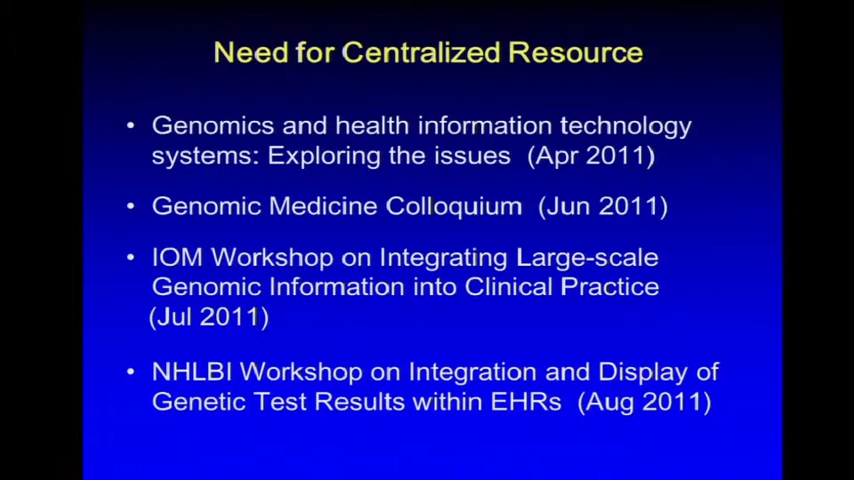 Need for Centralized Resource
• Genomics and health information technology
systems: Exploring the issues (Apr 2011)
• Genomic Medicine Colloquium (Jun 2011)
• IOM Workshop on Integrating Large-scale
Genomic Information into Clinical Practice
(Jul 2011)
• NHLBI Workshop on Integration and Display of
Genetic Test Results within EHRs (Aug 2011)